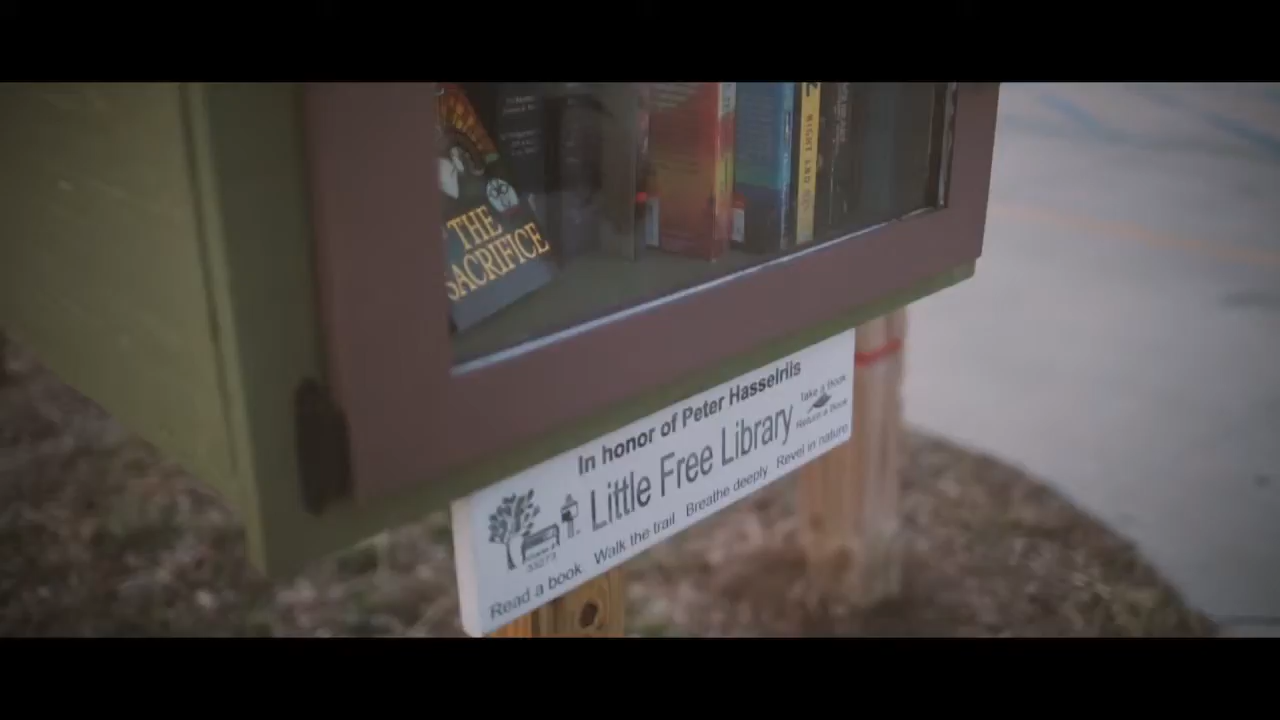 THE
SACRIFICE
In honor of Peter Hasselriis
Little Free Library
Take a Book
Return a Book
33273
Read a book Walk the trail Breathe deeply Revel in nature